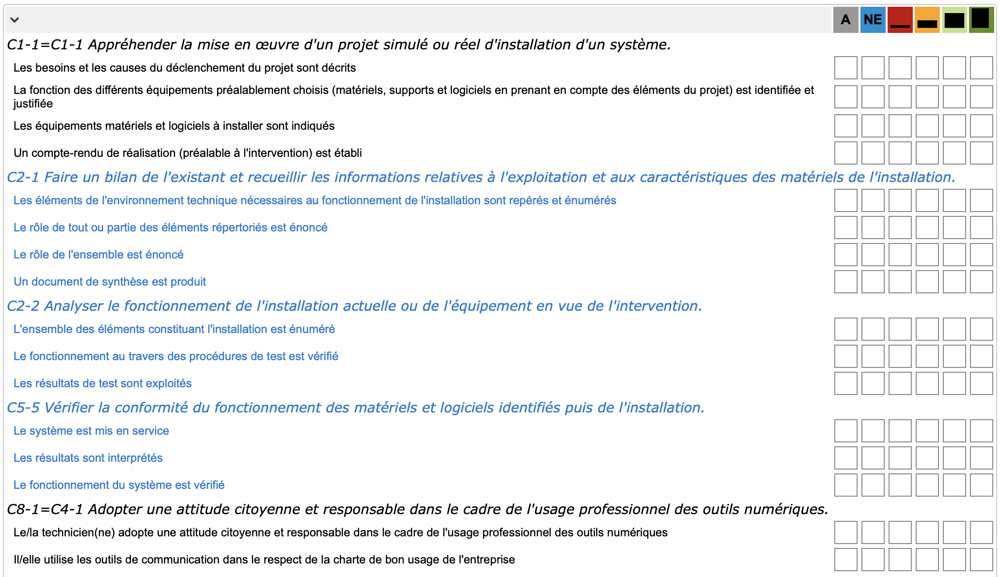 A NE
C1-1=C1-1 Appréhender la mise en œuvre d'un projet simulé ou réel d'installation d'un système.
Les besoins et les causes du déclenchement du projet sont décrits
La fonction des différents équipements préalablement choisis (matériels, supports et logiciels en prenant en compte des éléments du projet) est identifiée et
justifiée
Les équipements matériels et logiciels à installer sont indiqués
Un compte-rendu de réalisation (préalable à l'intervention) est établi
C2-1 Faire un bilan de l'existant et recueillir les informations relatives à l'exploitation et aux caractéristiques des matériels de l'installation.
Les éléments de l'environnement technique nécessaires au fonctionnement de l'installation sont repérés et énumérés
Le rôle de tout ou partie des éléments répertoriés est énoncé
Le rôle de l'ensemble est énoncé
Un document de synthèse est produit
C2-2 Analyser le fonctionnement de l'installation actuelle ou de l'équipement en vue de l'intervention.
L'ensemble des éléments constituant l'installation est énuméré
Le fonctionnement au travers des procédures de test est vérifié
Les résultats de test sont exploités
C5-5 Vérifier la conformité du fonctionnement des matériels et logiciels identifiés puis de l'installation.
Le système est mis en service
Les résultats sont interprétés
Le fonctionnement du système est vérifié
C8-1=C4-1 Adopter une attitude citoyenne et responsable dans le cadre de l'usage professionnel des outils numériques.
Le/la technicien(ne) adopte une attitude citoyenne et responsable dans le cadre de l'usage professionnel des outils numériques
Il/elle utilise les outils de communication dans le respect de la charte de bon usage de l'entreprise